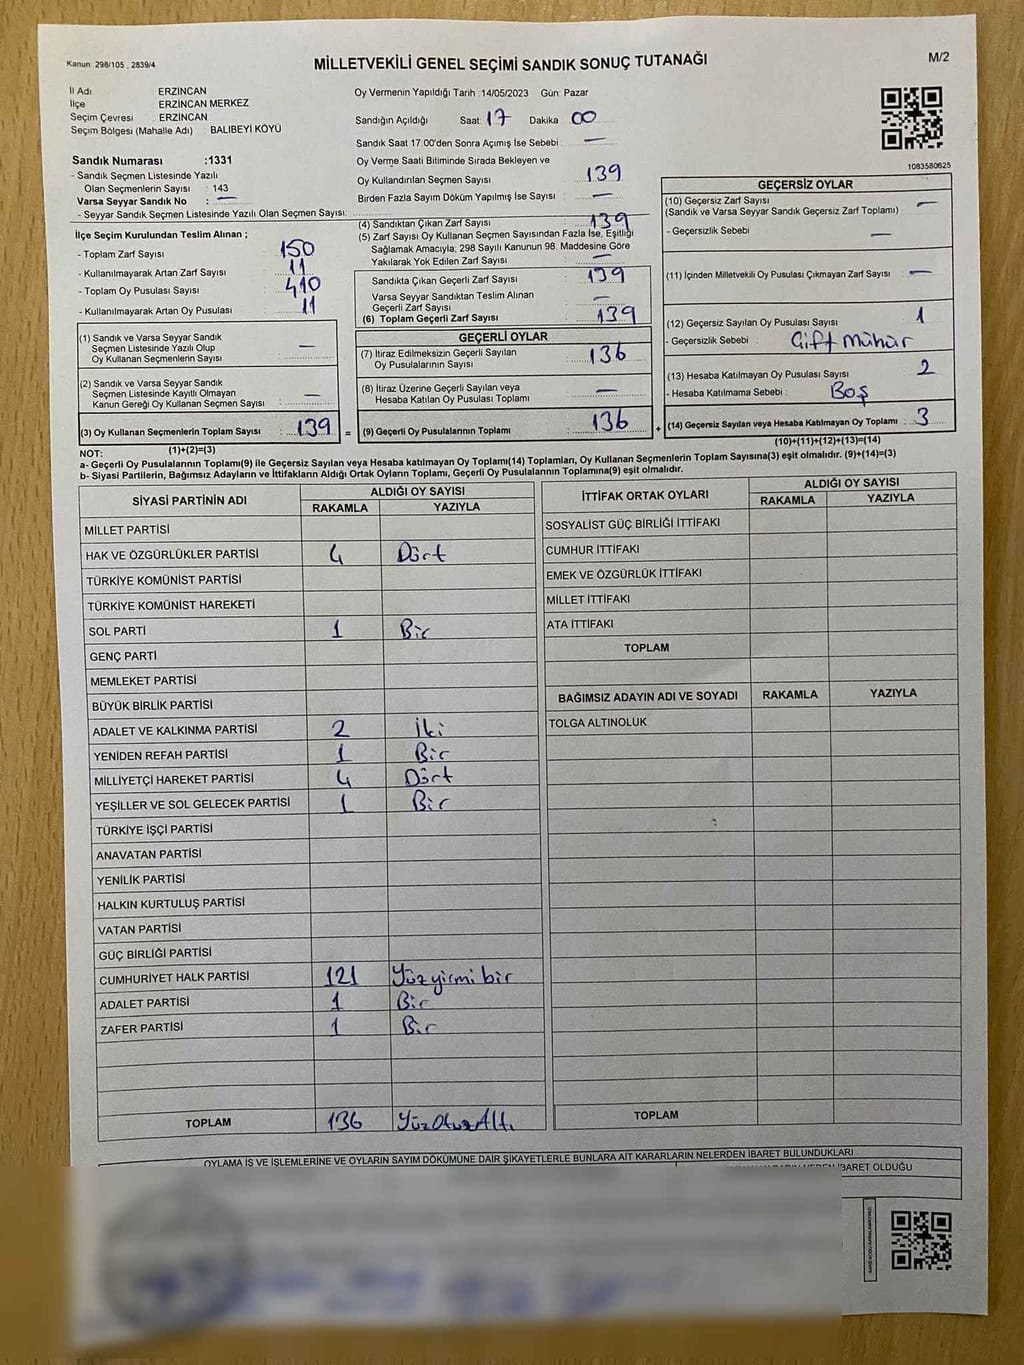 Kanun: 298/105 , 2839/4
MİLLETVEKİLİ GENEL SEÇİMİ SANDIK SONUÇ TUTANAĞI
M/2
İl Adı ERZİNCAN
İlçe ERZİNCAN MERKEZ
Seçim Çevresi : ERZİNCAN
Seçim Bölgesi (Mahalle Adı) : BALIBEYİ KÖYÜ
Oy Vermenin Yapıldığı Tarih :14/05/2023 Gün: Pazar
Sandığın Açıldığı Saat: 17 Dakika 00
Sandık Saat 17.00'den Sonra Açımış İse Sebebi : —
Sandık Numarası :1331
- Sandık Seçmen Listesinde Yazılı
Olan Seçmenlerin Sayısı : 143
Varsa Seyyar Sandık No : —
- Seyyar Sandık Seçmen Listesinde Yazılı Olan Seçmen Sayısı:
Oy Verme Saati Bitiminde Sırada Bekleyen ve
Oy Kullandırılan Seçmen Sayısı : 139
Birden Fazla Sayım Döküm Yapılmış İse Sayısı : —
1083580625
İlçe Seçim Kurulundan Teslim Alınan ;
- Toplam Zarf Sayısı : 150
- Kullanılmayarak Artan Zarf Sayısı : 11
- Toplam Oy Pusulası Sayısı : 410
- Kullanılmayarak Artan Oy Pusulası : 11
(1) Sandık ve Varsa Seyyar Sandık
Seçmen Listesinde Yazılı Olup
Oy Kullanan Seçmenlerin Sayısı : —
(2) Sandık ve Varsa Seyyar Sandık
Seçmen Listesinde Kayıtlı Olmayan
Kanun Gereği Oy Kullanan Seçmen Sayısı : —
(3) Oy Kullanan Seçmenlerin Toplam Sayısı : 139
(1)+(2)=(3)
(4) Sandıktan Çıkan Zarf Sayısı : 139
(5) Zarf Sayısı Oy Kullanan Seçmen Sayısından Fazla İse, Eşitliği
Sağlamak Amacıyla; 298 Sayılı Kanunun 98. Maddesine Göre
Yakılarak Yok Edilen Zarf Sayısı : —
Sandıkta Çıkan Geçerli Zarf Sayısı : 139
Varsa Seyyar Sandıktan Teslim Alınan
Geçerli Zarf Sayısı : —
(6) Toplam Geçerli Zarf Sayısı : 139
GEÇERLİ OYLAR
(7) İtiraz Edilmeksizin Geçerli Sayılan
Oy Pusulalarının Sayısı : 136
(8) İtiraz Üzerine Geçerli Sayılan veya
Hesaba Katılan Oy Pusulası Toplamı : —
= (9) Geçerli Oy Pusulalarının Toplamı : 136 +
GEÇERSİZ OYLAR
(10) Geçersiz Zarf Sayısı : —
(Sandık ve Varsa Seyyar Sandık Geçersiz Zarf Toplamı)
- Geçersizlik Sebebi : —
(11) İçinden Milletvekili Oy Pusulası Çıkmayan Zarf Sayısı : —
(12) Geçersiz Sayılan Oy Pusulası Sayısı : 1
- Geçersizlik Sebebi : Çift mühür
(13) Hesaba Katılmayan Oy Pusulası Sayısı : 2
- Hesaba Katılmama Sebebi : Boş
(14) Geçersiz Sayılan veya Hesaba Katılmayan Oy Toplamı : 3
(10)+(11)+(12)+(13)=(14)
NOT:
a- Geçerli Oy Pusulalarının Toplamı(9) ile Geçersiz Sayılan veya Hesaba katılmayan Oy Toplamı(14) Toplamları, Oy Kullanan Seçmenlerin Toplam Sayısına(3) eşit olmalıdır. (9)+(14)=(3)
b- Siyasi Partilerin, Bağımsız Adayların ve İttifakların Aldığı Ortak Oyların Toplamı, Geçerli Oy Pusulalarının Toplamına(9) eşit olmalıdır.
SİYASİ PARTİNİN ADI ALDIĞI OY SAYISI
RAKAMLA YAZIYLA
MİLLET PARTİSİ
HAK VE ÖZGÜRLÜKLER PARTİSİ 4 Dört
TÜRKİYE KOMÜNİST PARTİSİ
TÜRKİYE KOMÜNİST HAREKETİ
SOL PARTİ 1 Bir
GENÇ PARTİ
MEMLEKET PARTİSİ
BÜYÜK BİRLİK PARTİSİ
ADALET VE KALKINMA PARTİSİ 2 İki
YENİDEN REFAH PARTİSİ 1 Bir
MİLLİYETÇİ HAREKET PARTİSİ 4 Dört
YEŞİLLER VE SOL GELECEK PARTİSİ 1 Bir
TÜRKİYE İŞÇİ PARTİSİ
ANAVATAN PARTİSİ
YENİLİK PARTİSİ
HALKIN KURTULUŞ PARTİSİ
VATAN PARTİSİ
GÜÇ BİRLİĞİ PARTİSİ
CUMHURİYET HALK PARTİSİ 121 Yüzyirmi bir
ADALET PARTİSİ 1 Bir
ZAFER PARTİSİ 1 Bir
TOPLAM 136 YüzOtuzAltı
İTTİFAK ORTAK OYLARI ALDIĞI OY SAYISI
RAKAMLA YAZIYLA
SOSYALİST GÜÇ BİRLİĞİ İTTİFAKI
CUMHUR İTTİFAKI
EMEK VE ÖZGÜRLÜK İTTİFAKI
MİLLET İTTİFAKI
ATA İTTİFAKI
TOPLAM
BAĞIMSIZ ADAYIN ADI VE SOYADI RAKAMLA YAZIYLA
TOLGA ALTINOLUK
TOPLAM
OYLAMA İŞ VE İŞLEMLERİNE VE OYLARIN SAYIM DÖKÜMÜNE DAİR ŞİKAYETLERLE BUNLARA AİT KARARLARIN NELERDEN İBARET BULUNDUKLARI
İBARET OLDUĞU